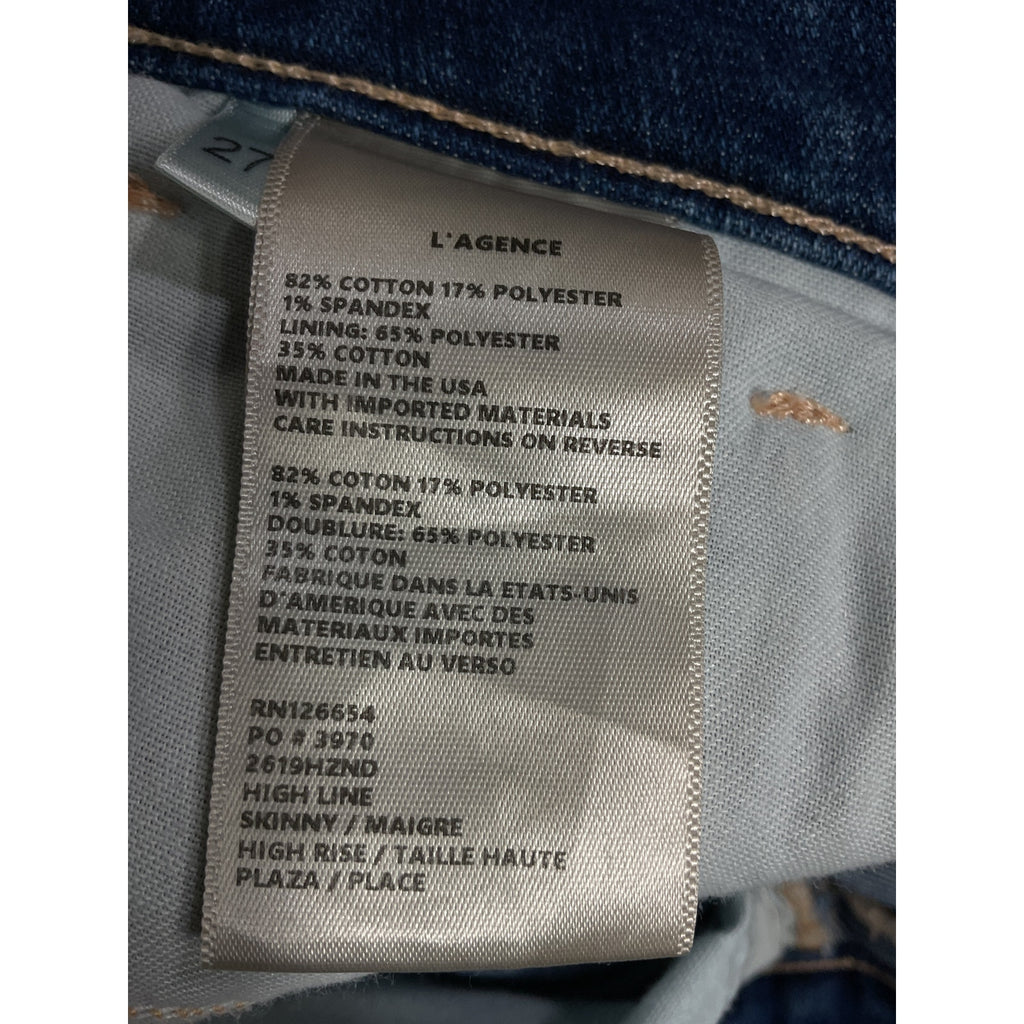 27
L'AGENCE
82% COTTON 17% POLYESTER
1% SPANDEX
LINING: 65% POLYESTER
35% COTTON
MADE IN THE USA
WITH IMPORTED MATERIALS
CARE INSTRUCTIONS ON REVERSE
82% COTON 17% POLYESTER
1% SPANDEX
DOUBLURE: 65% POLYESTER
35% COTON
FABRIQUE DANS LA ETATS-UNIS
D'AMERIQUE AVEC DES
MATERIAUX IMPORTES
ENTRETIEN AU VERSO
RN126654
PO # 3970
2619HZND
HIGH LINE
SKINNY / MAIGRE
HIGH RISE / TAILLE HAUTE
PLAZA / PLACE